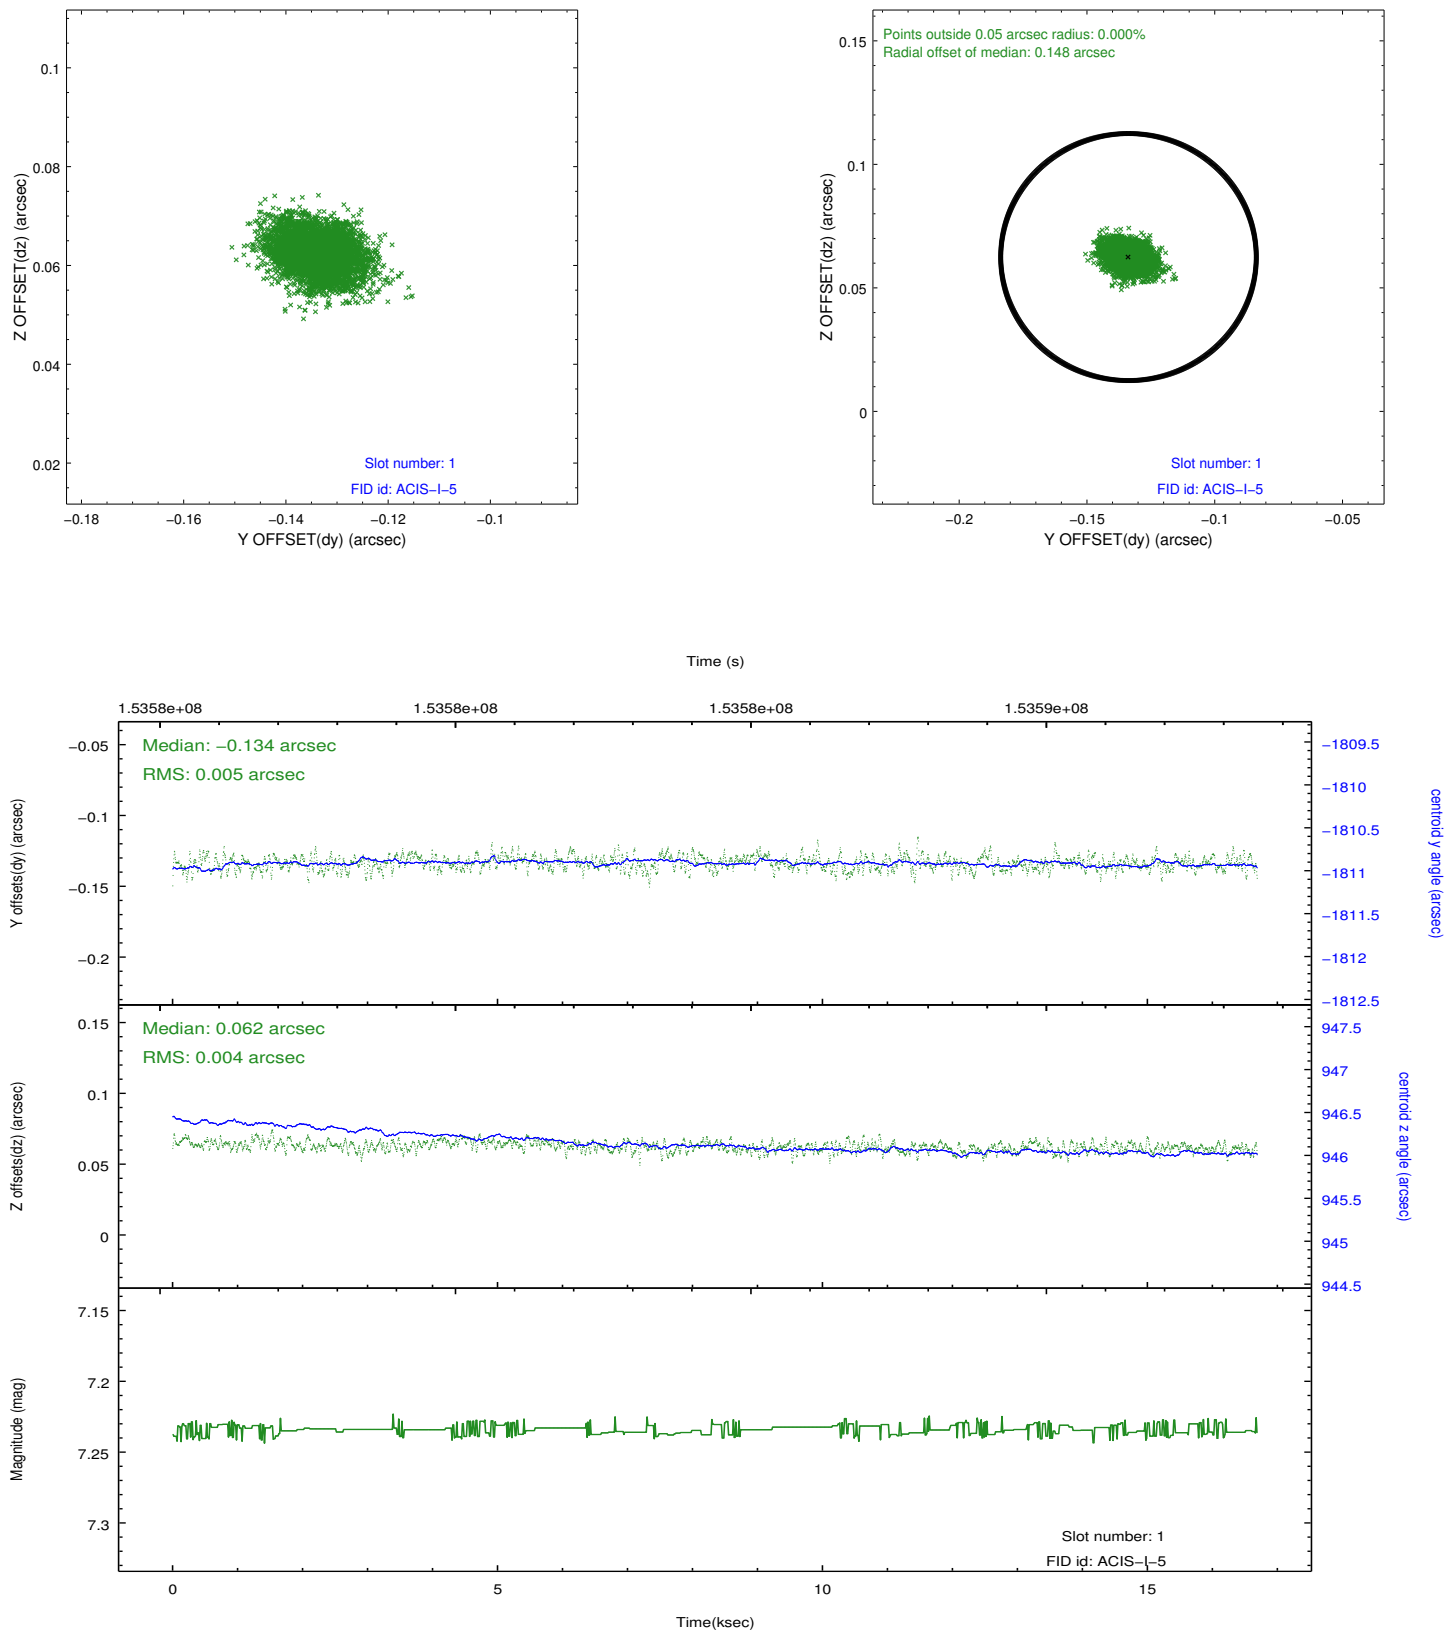 0.1
0.08
0.06
0.04
0.02
Z OFFSET(dz) (arcsec)
Slot number: 1
FID id: ACIS−I−5
−0.18 −0.16 −0.14 −0.12 −0.1
Y OFFSET(dy) (arcsec)
Points outside 0.05 arcsec radius: 0.000%
Radial offset of median: 0.148 arcsec
0.15
0.1
0.05
0
Z OFFSET(dz) (arcsec)
Slot number: 1
FID id: ACIS−I−5
−0.2 −0.15 −0.1 −0.05
Y OFFSET(dy) (arcsec)
Time (s)
1.5358e+08 1.5358e+08 1.5358e+08 1.5359e+08
Median: −0.134 arcsec
RMS: 0.005 arcsec
−0.05
−0.1
−0.15
−0.2
Y offsets(dy) (arcsec)
−1809.5
−1810
−1810.5
−1811
−1811.5
−1812
−1812.5
centroid y angle (arcsec)
Median: 0.062 arcsec
RMS: 0.004 arcsec
0.15
0.1
0.05
0
Z offsets(dz) (arcsec)
947.5
947
946.5
946
945.5
945
944.5
centroid z angle (arcsec)
7.15
7.2
7.25
7.3
Magnitude (mag)
Slot number: 1
FID id: ACIS−I−5
0 5 10 15
Time(ksec)